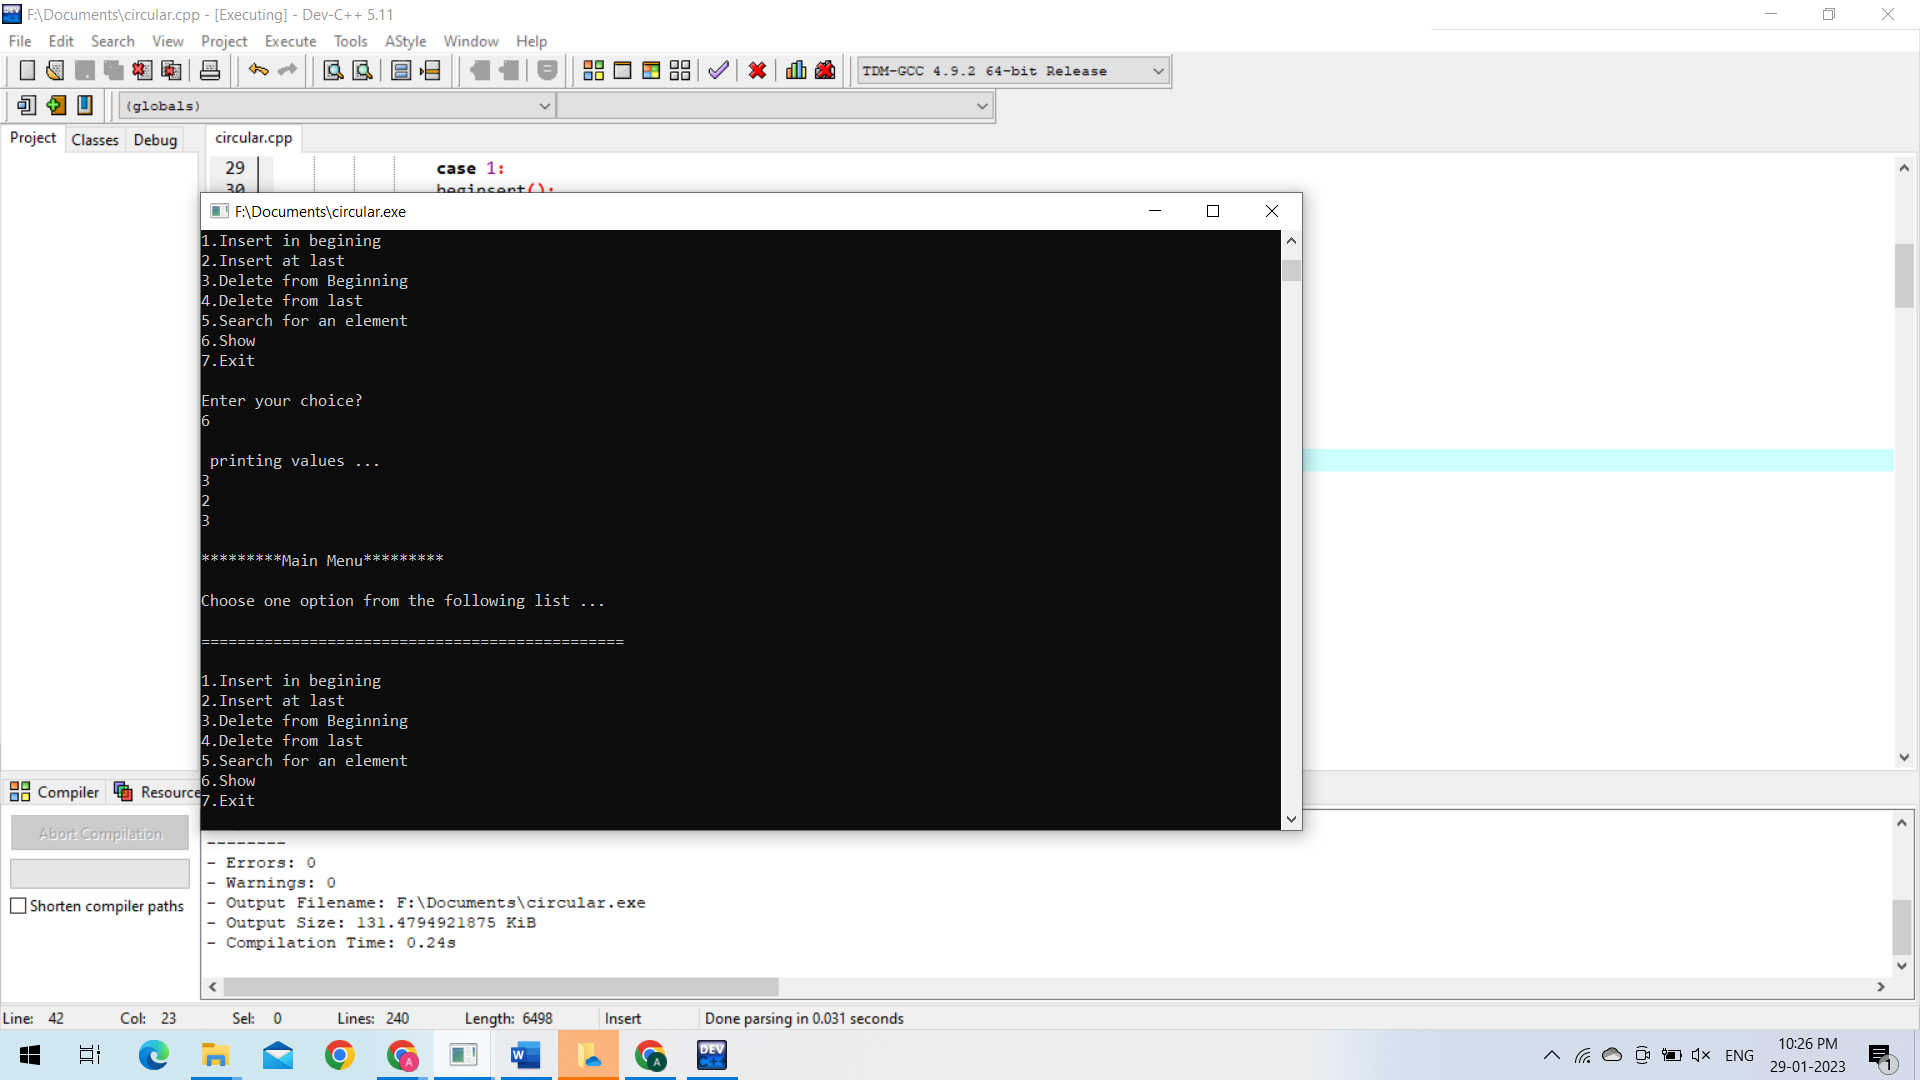 F:\Documents\circular.cpp - [Executing] - Dev-C++ 5.11
File Edit Search View Project Execute Tools AStyle Window Help
TDM-GCC 4.9.2 64-bit Release
(globals)
Project Classes Debug circular.cpp
29 case 1:
30 beginsert();
F:\Documents\circular.exe
1.Insert in begining
2.Insert at last
3.Delete from Beginning
4.Delete from last
5.Search for an element
6.Show
7.Exit
Enter your choice?
6
printing values ...
3
2
3
*********Main Menu*********
Choose one option from the following list ...
===============================================
1.Insert in begining
2.Insert at last
3.Delete from Beginning
4.Delete from last
5.Search for an element
6.Show
7.Exit
Compiler Resource
Abort Compilation
Shorten compiler paths
--------
- Errors: 0
- Warnings: 0
- Output Filename: F:\Documents\circular.exe
- Output Size: 131.4794921875 KiB
- Compilation Time: 0.24s
Line: 42 Col: 23 Sel: 0 Lines: 240 Length: 6498 Insert Done parsing in 0.031 seconds
W A A DEV C++ ENG 10:26 PM
29-01-2023 1